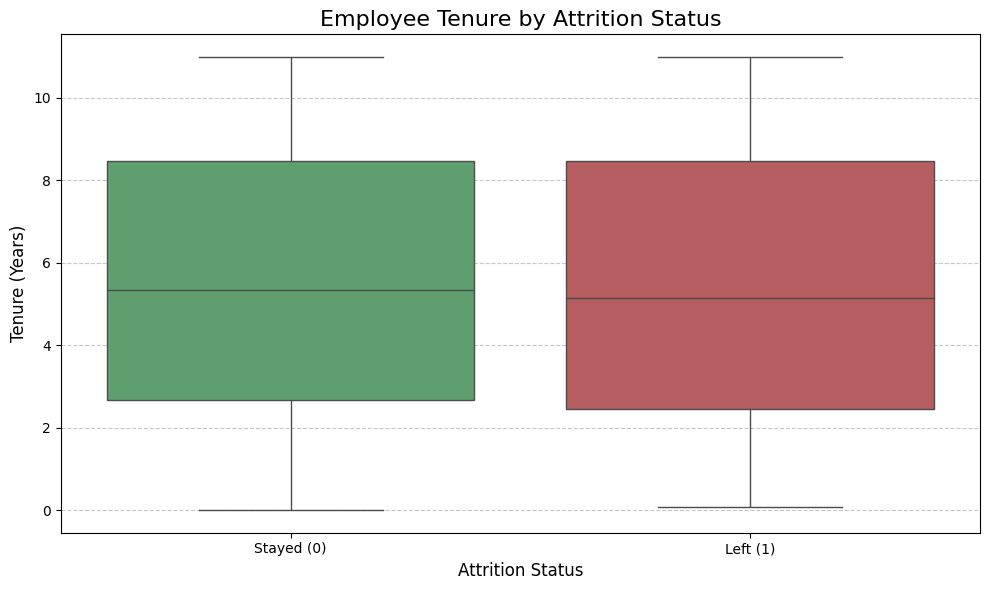 Employee Tenure by Attrition Status
Tenure (Years)
10
8
6
4
2
0
Stayed (0)
Left (1)
Attrition Status